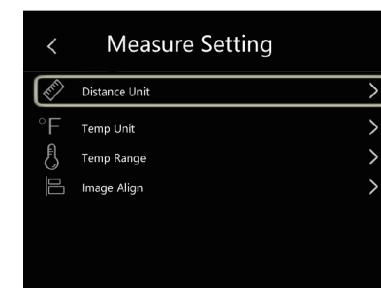 Measure Setting
Distance Unit
°F Temp Unit
Temp Range
Image Align